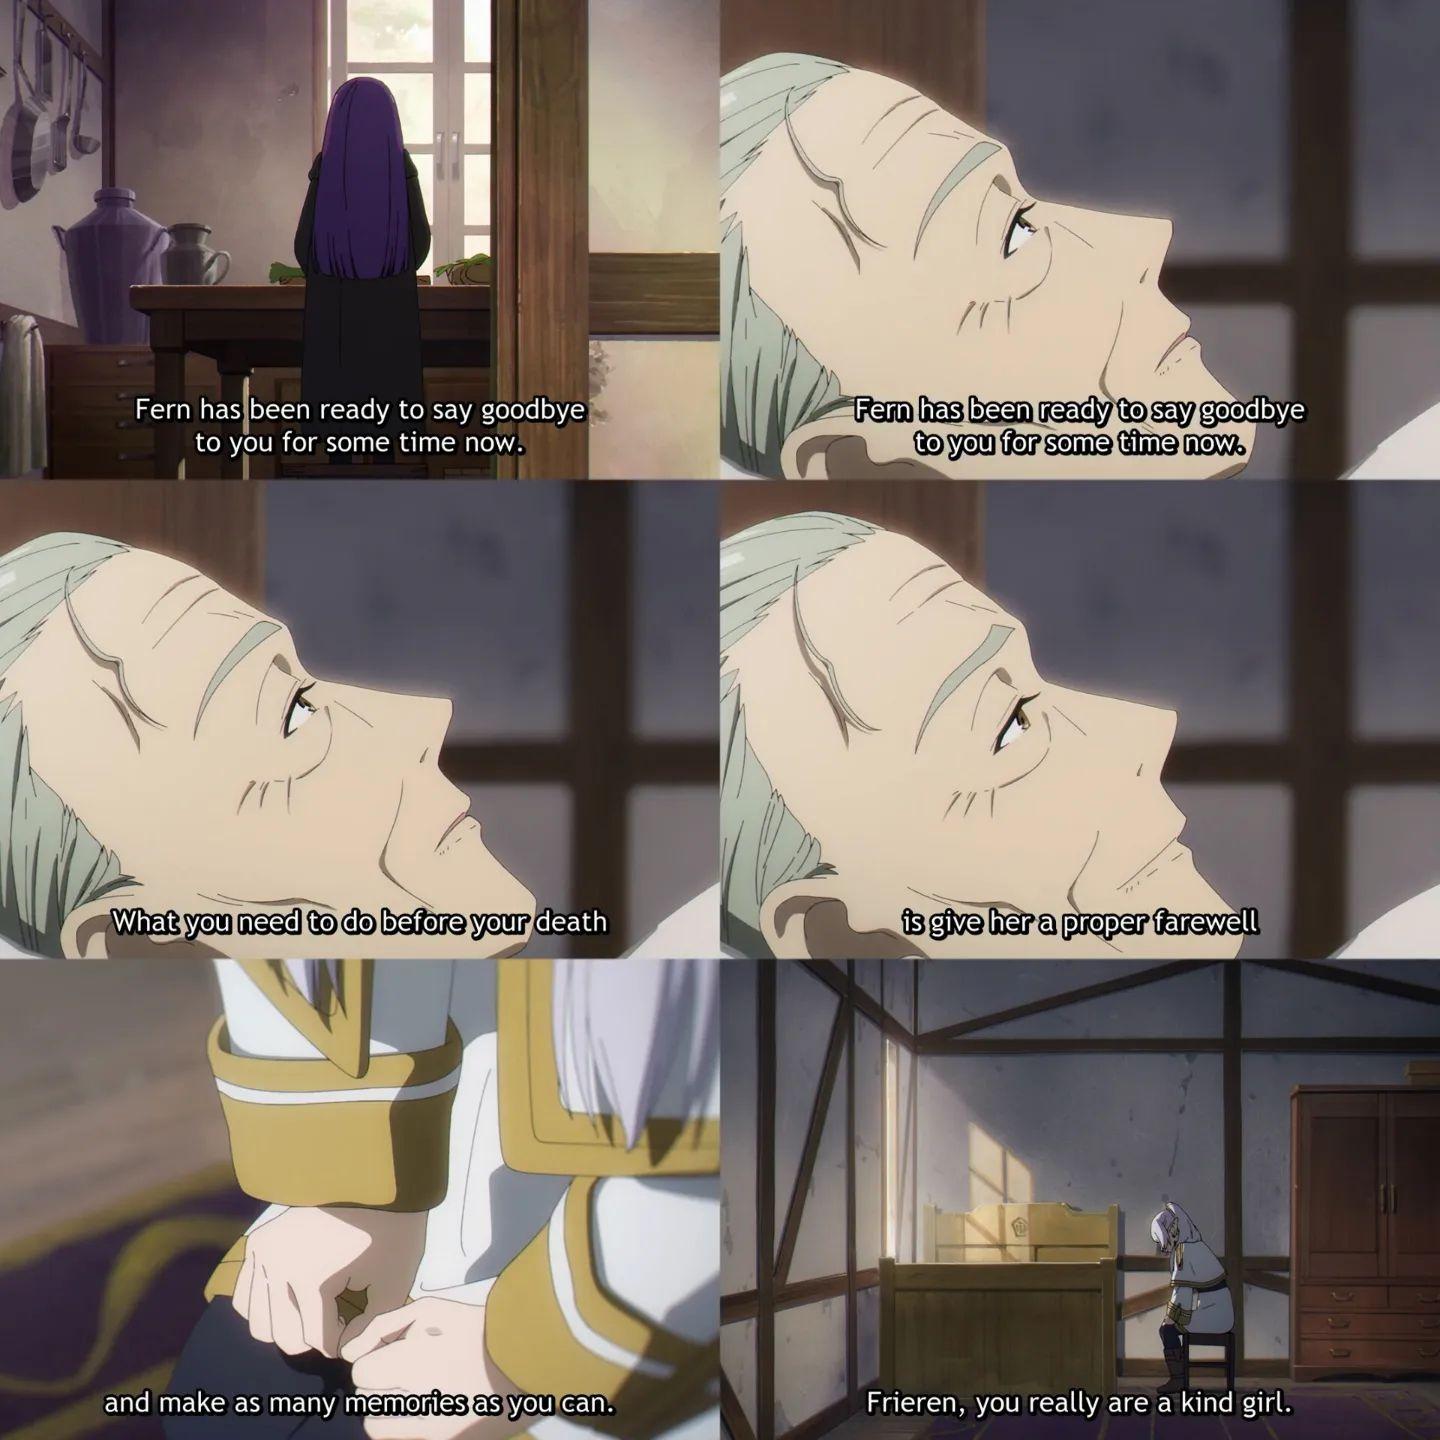 Fern has been ready to say goodbye
to you for some time now.
Fern has been ready to say goodbye
to you for some time now.
What you need to do before your death
is give her a proper farewell
and make as many memories as you can.
Frieren, you really are a kind girl.